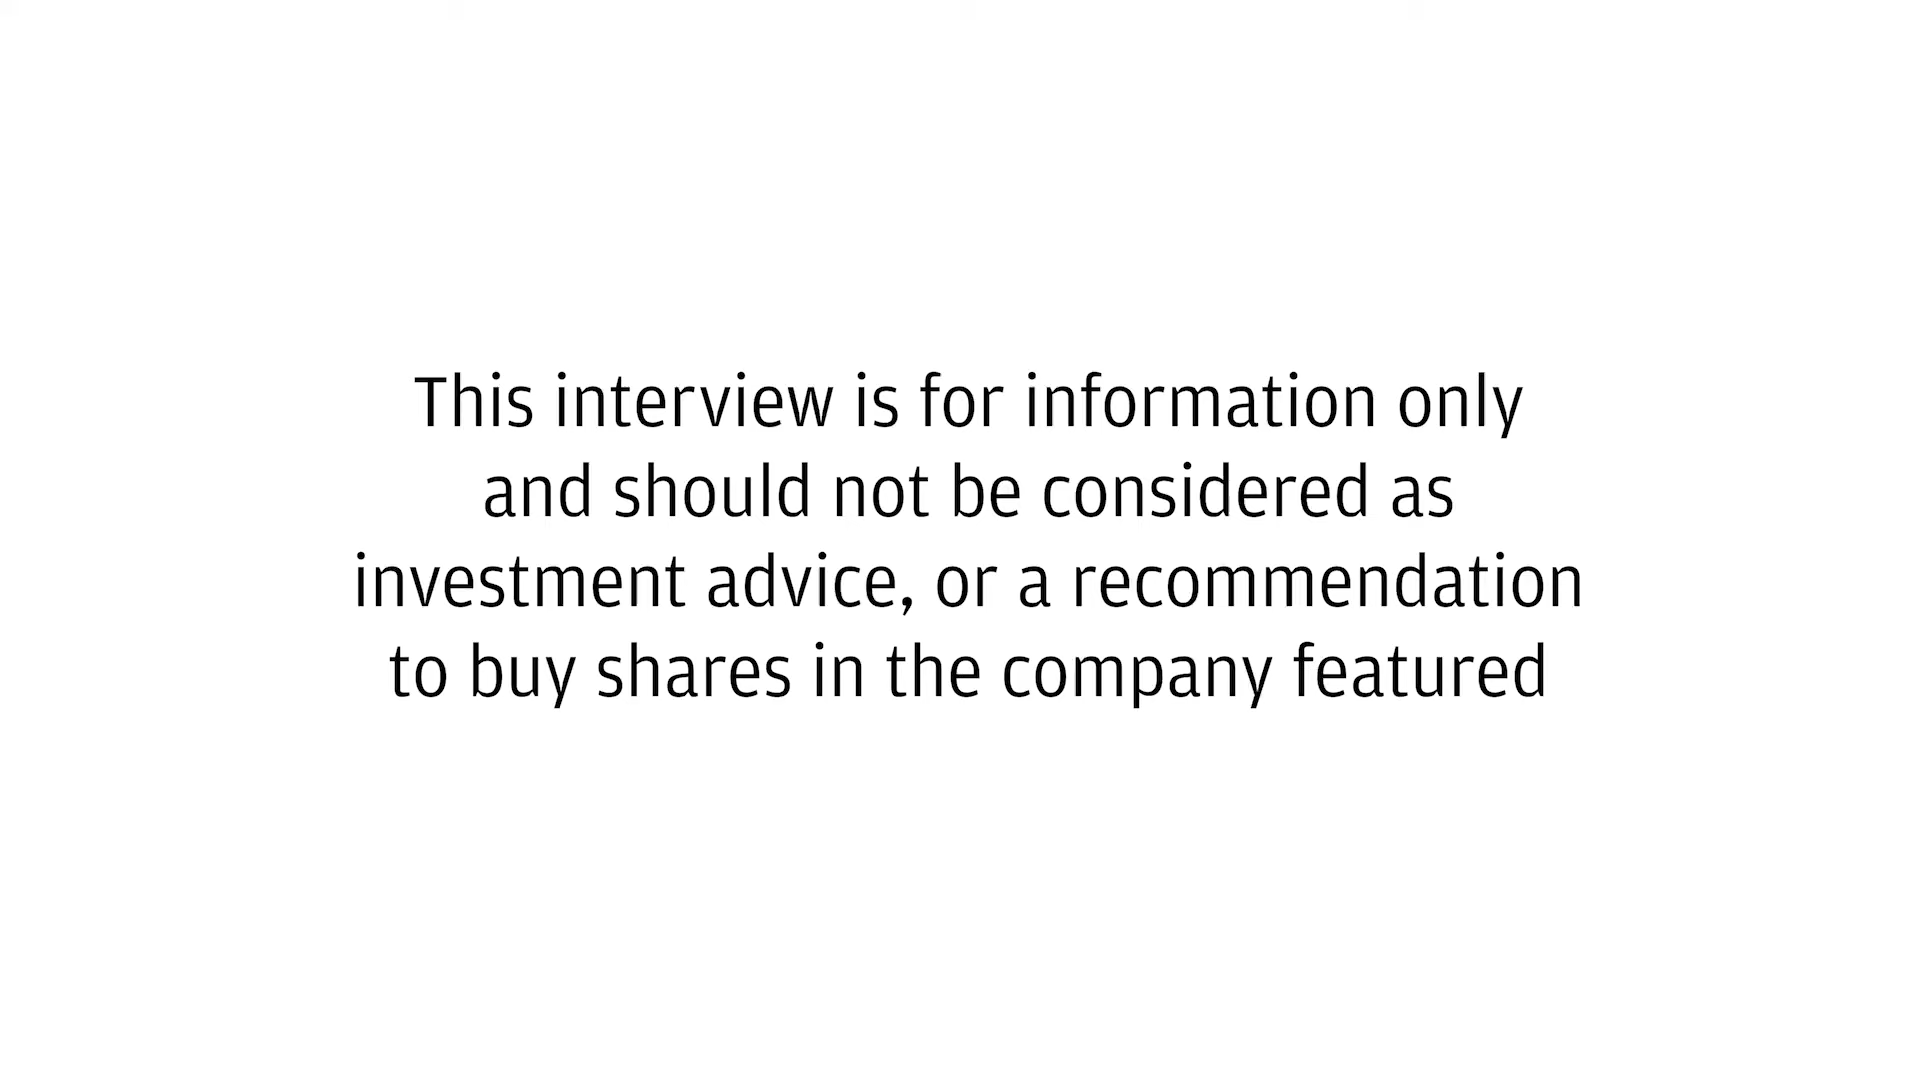 This interview is for information only
and should not be considered as
investment advice, or a recommendation
to buy shares in the company featured